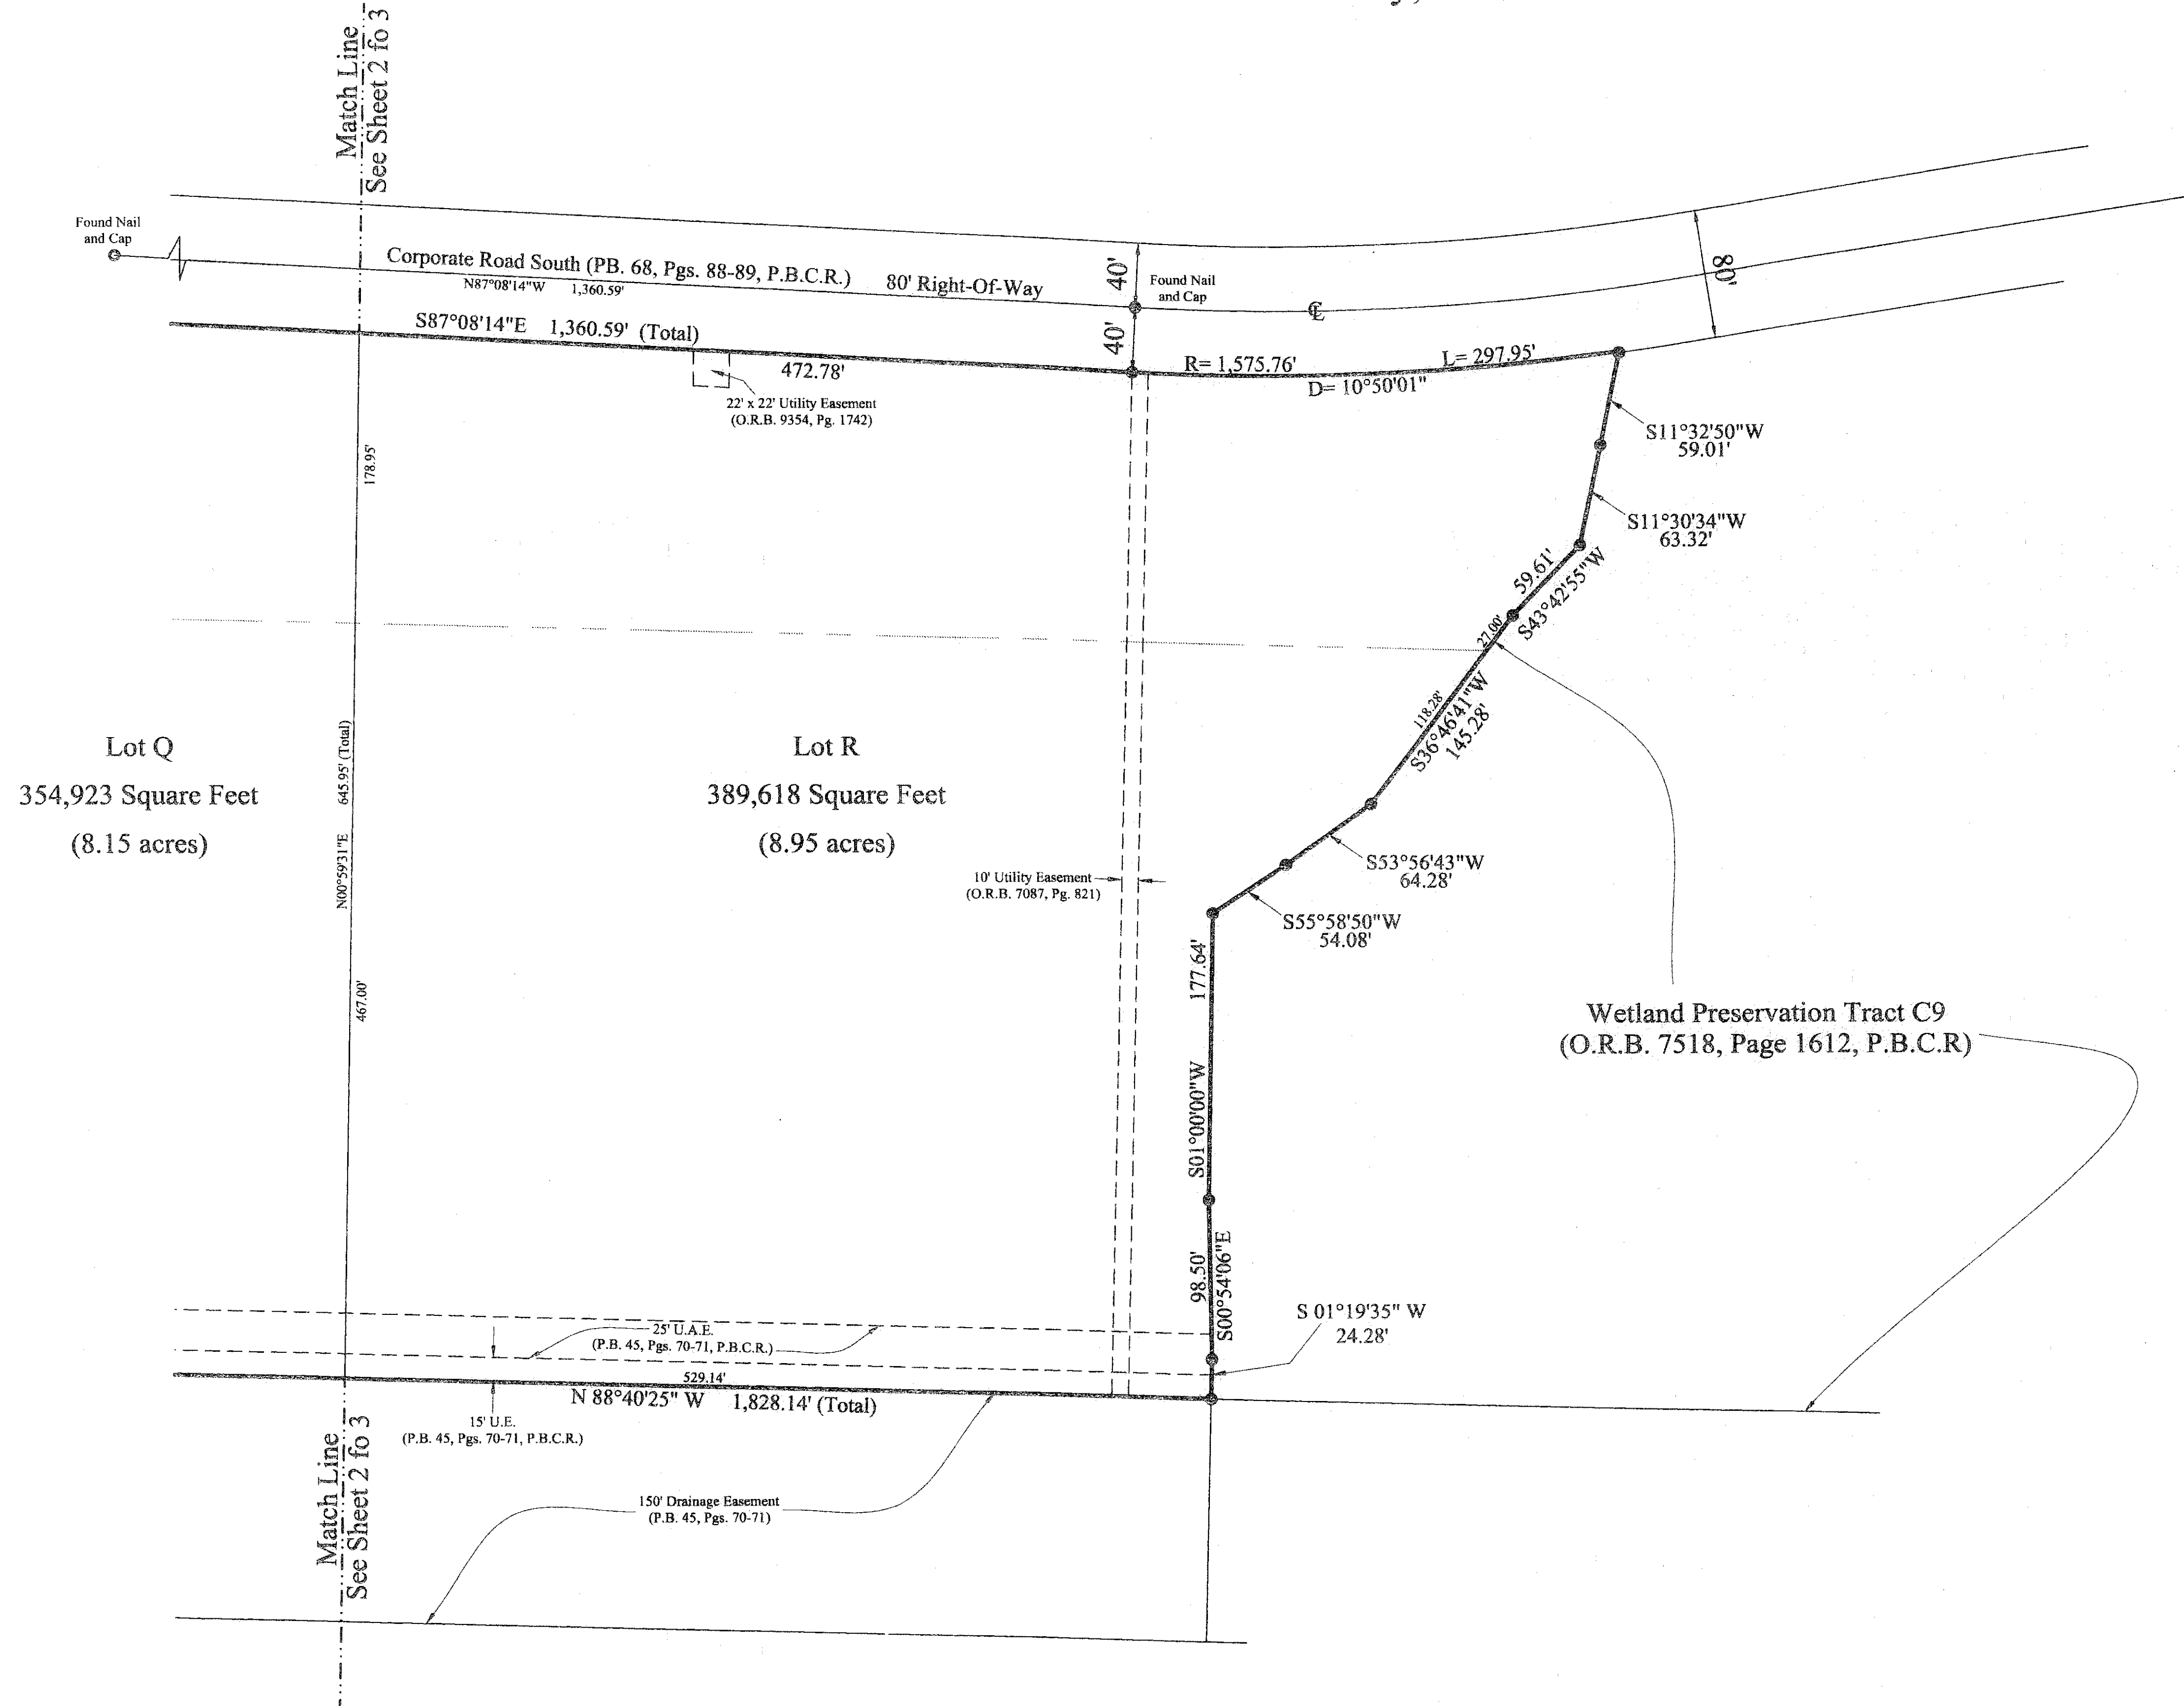 Match Line
See Sheet 2 fo 3
Found Nail
and Cap
Corporate Road South (PB. 68, Pgs. 88-89, P.B.C.R.) 80' Right-Of-Way
N87°08'14"W 1,360.59'
40'
Found Nail
and Cap
℄
80'
40'
S87°08'14"E 1,360.59' (Total)
472.78'
R= 1,575.76'
L= 297.95'
D= 10°50'01"
22' x 22' Utility Easement
(O.R.B. 9354, Pg. 1742)
S11°32'50"W
59.01'
178.95'
S11°30'34"W
63.32'
59.61'
S43°42'55"W
27.00'
118.28'
S36°46'41"W
145.28'
Lot Q
354,923 Square Feet
(8.15 acres)
N00°59'31"E 645.95' (Total)
Lot R
389,618 Square Feet
(8.95 acres)
10' Utility Easement
(O.R.B. 7087, Pg. 821)
S53°56'43"W
64.28'
S55°58'50"W
54.08'
467.00'
177.64'
S01°00'00"W
Wetland Preservation Tract C9
(O.R.B. 7518, Page 1612, P.B.C.R)
98.50'
S00°54'06"E
S 01°19'35" W
24.28'
25' U.A.E.
(P.B. 45, Pgs. 70-71, P.B.C.R.)
529.14'
N 88°40'25" W 1,828.14' (Total)
15' U.E.
(P.B. 45, Pgs. 70-71, P.B.C.R.)
Match Line
See Sheet 2 fo 3
150' Drainage Easement
(P.B. 45, Pgs. 70-71)